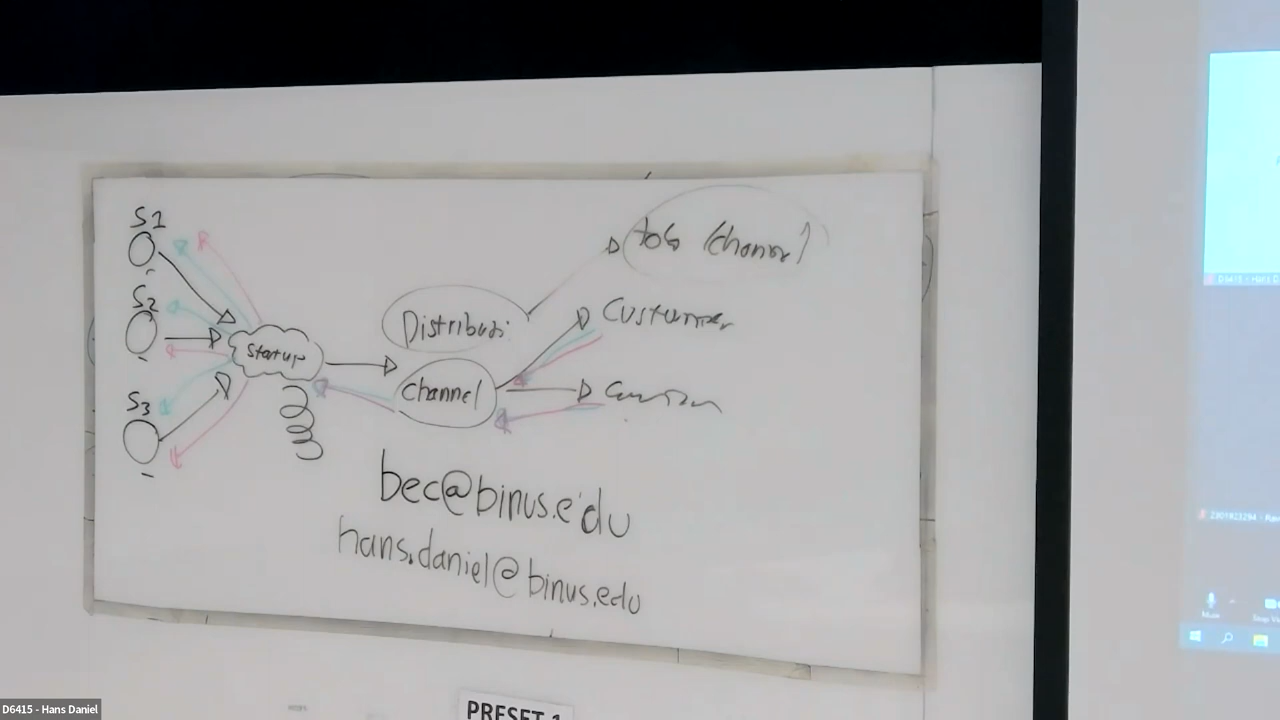 S1
S2
S3
Startup
Distribusi
Channel
Customer
bec@binus.edu
hans.daniel@binus.edu
PRESET 1
D6415 - Hans Daniel